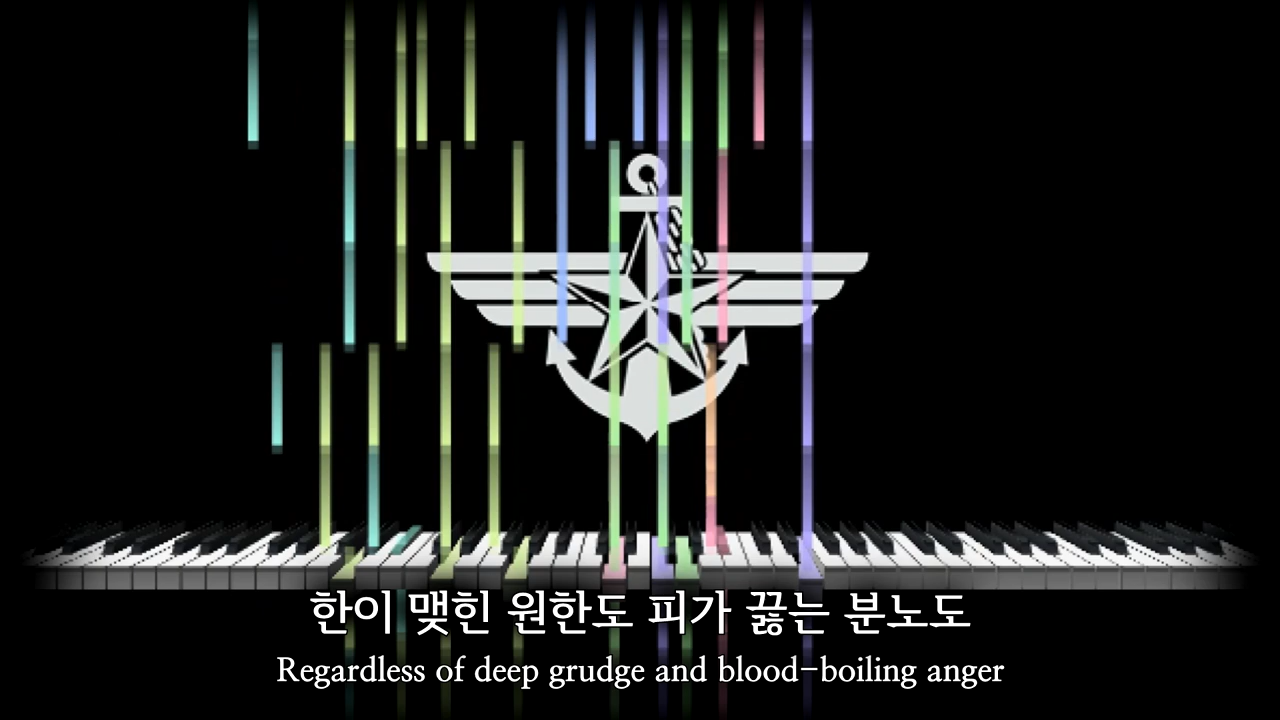 한이 맺힌 원한도 피가 끓는 분노도
Regardless of deep grudge and blood-boiling anger